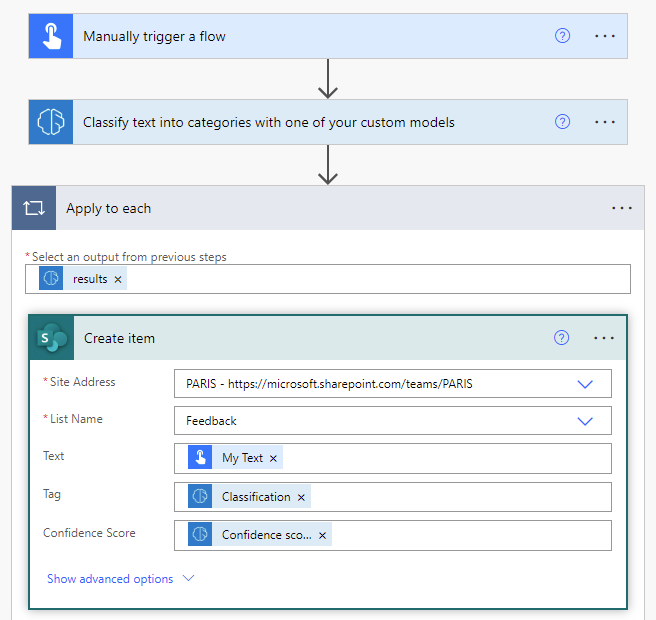 Manually trigger a flow
Classify text into categories with one of your custom models
Apply to each
*Select an output from previous steps
results ×
S
Create item
*Site Address
PARIS - https://microsoft.sharepoint.com/teams/PARIS
*List Name
Feedback
Text
My Text ×
Tag
Classification ×
Confidence Score
Confidence sco... ×
Show advanced options